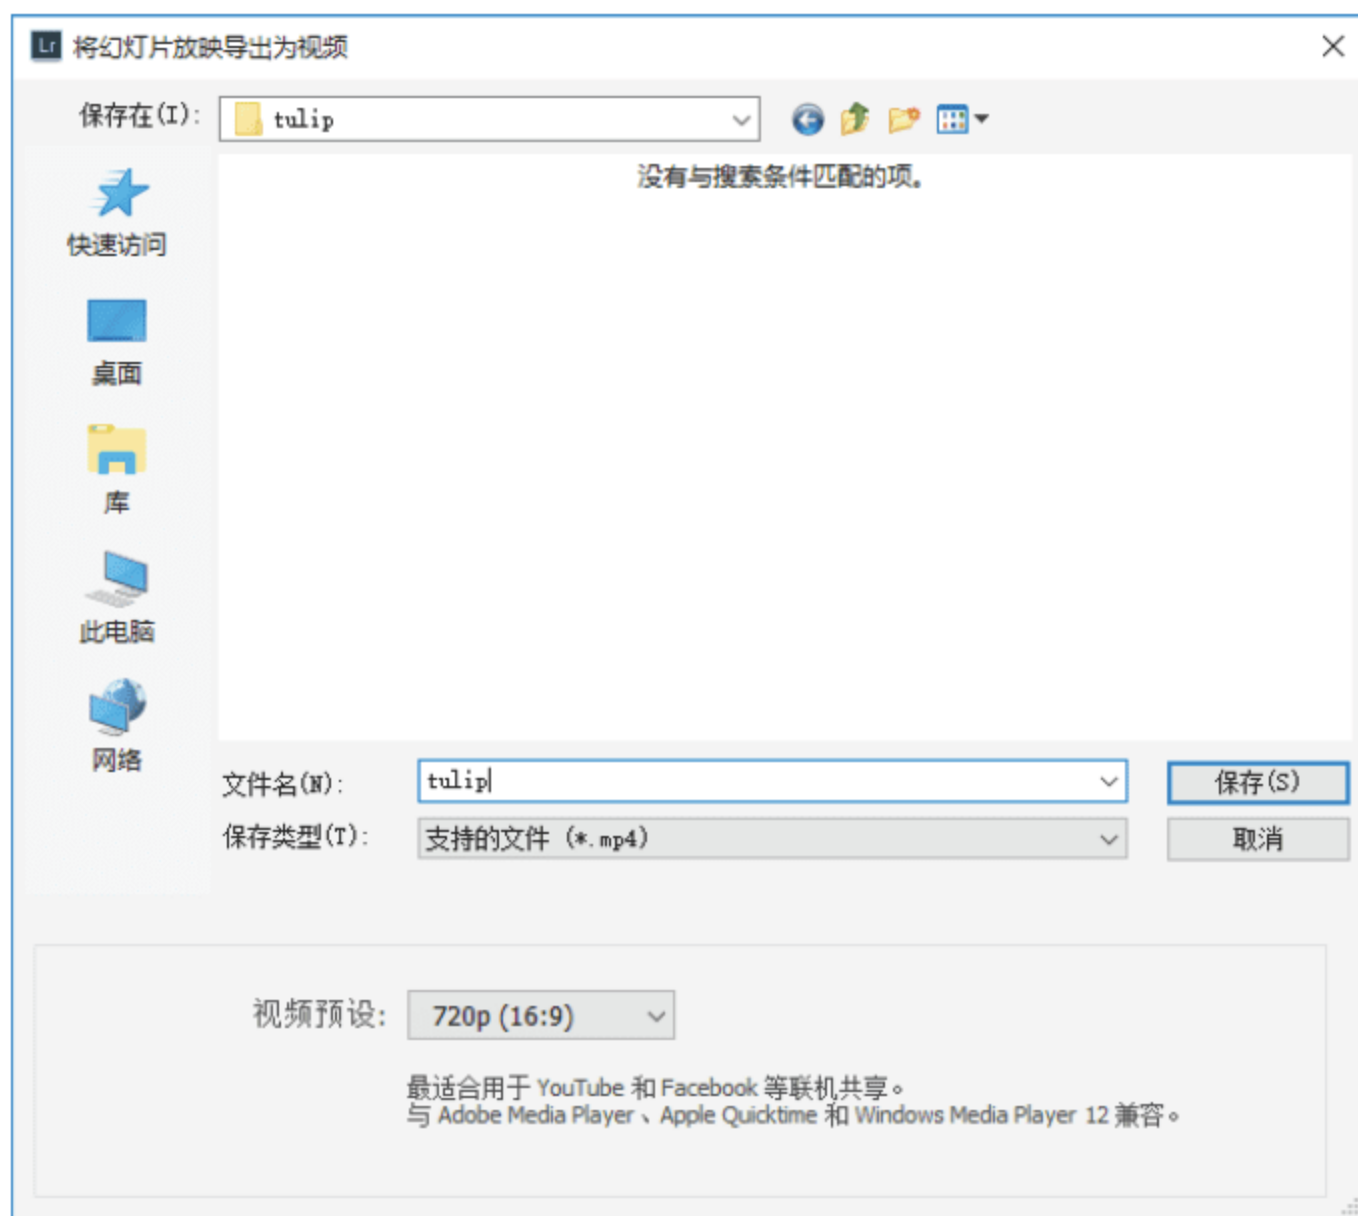 Lr 将幻灯片放映导出为视频
保存在(I): tulip
没有与搜索条件匹配的项。
快速访问
桌面
库
此电脑
网络
文件名(N): tulip 保存(S)
保存类型(T): 支持的文件 (*.mp4) 取消
视频预设: 720p (16:9)
最适合用于 YouTube 和 Facebook 等联机共享。
与 Adobe Media Player、Apple Quicktime 和 Windows Media Player 12 兼容。